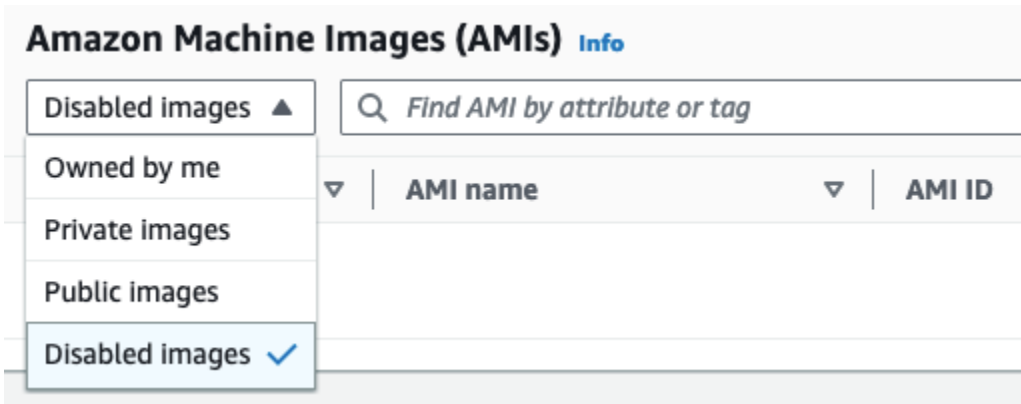 Amazon Machine Images (AMIs) Info
Disabled images Find AMI by attribute or tag
Owned by me
AMI name AMI ID
Private images
Public images
Disabled images